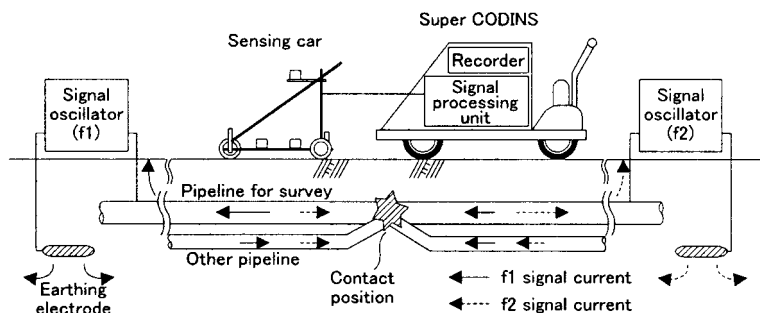 Super CODINS
Sensing car
Recorder
Signal
oscillator
(f1)
Signal
processing
unit
Signal
oscillator
(f2)
Pipeline for survey
Other pipeline
Earthing
electrode
Contact
position
f1 signal current
f2 signal current